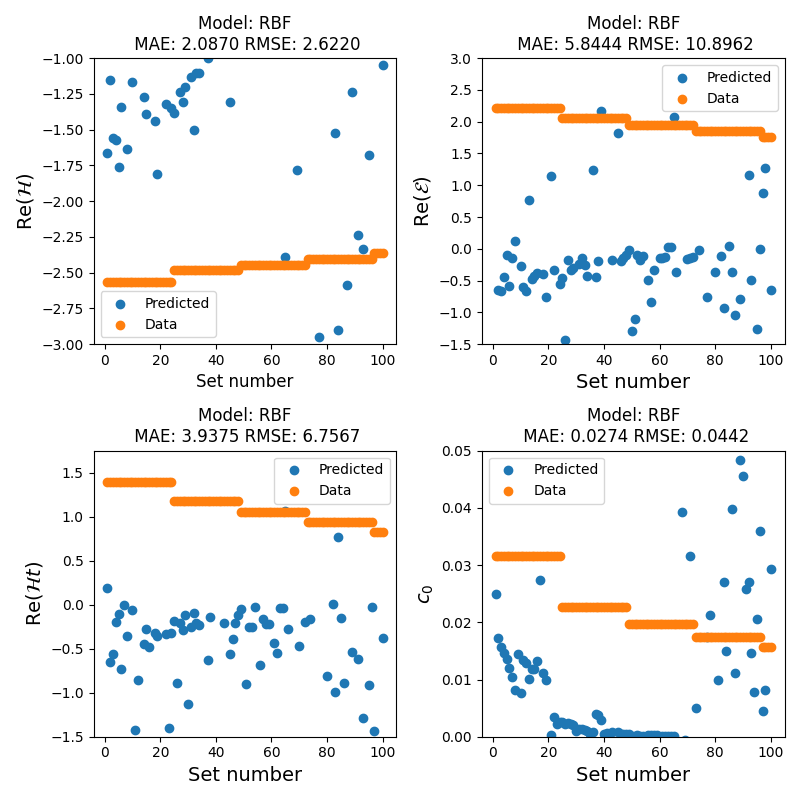 Model: RBF
MAE: 2.0870 RMSE: 2.6220
−1.00
−1.25
−1.50
−1.75
−2.00
−2.25
−2.50
−2.75
−3.00
Re(ℋ)
Predicted
Data
0 20 40 60 80 100
Set number
Model: RBF
MAE: 5.8444 RMSE: 10.8962
3.0
2.5
2.0
1.5
1.0
0.5
0.0
−0.5
−1.0
−1.5
Re(ℰ)
Predicted
Data
0 20 40 60 80 100
Set number
Model: RBF
MAE: 3.9375 RMSE: 6.7567
1.5
1.0
0.5
0.0
−0.5
−1.0
−1.5
Re(ℋt)
Predicted
Data
0 20 40 60 80 100
Set number
Model: RBF
MAE: 0.0274 RMSE: 0.0442
0.05
0.04
0.03
0.02
0.01
0.00
c₀
Predicted
Data
0 20 40 60 80 100
Set number